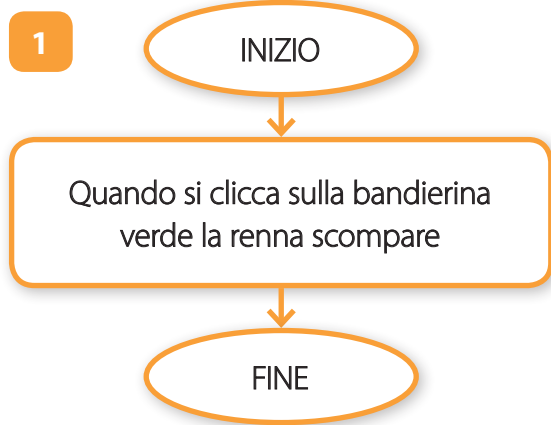 1
INIZIO
Quando si clicca sulla bandierina
verde la renna scompare
FINE